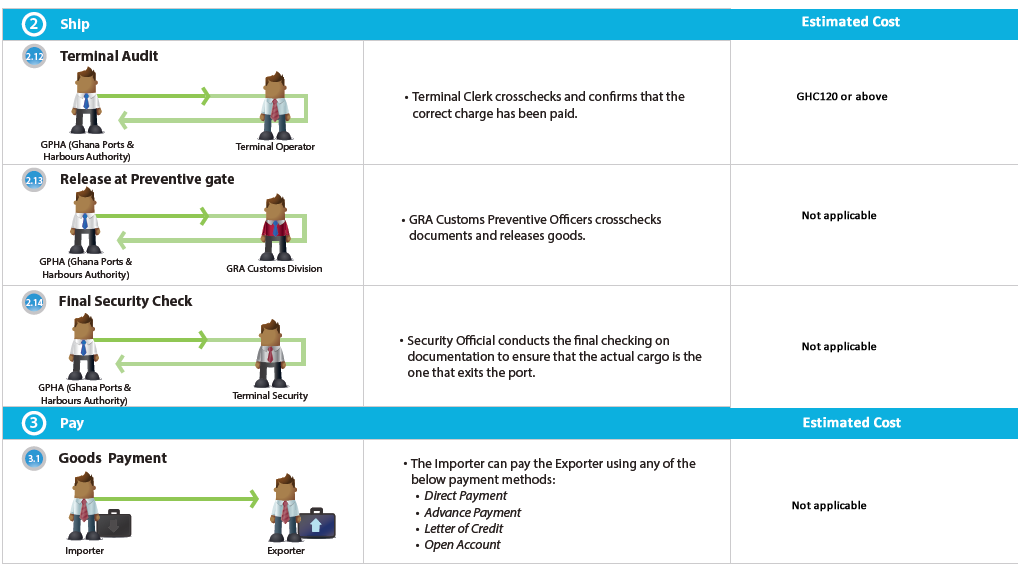 2 Ship Estimated Cost
2.12 Terminal Audit
GPHA (Ghana Ports &
Harbours Authority)
Terminal Operator
• Terminal Clerk crosschecks and confirms that the
correct charge has been paid.
GHC120 or above
2.13 Release at Preventive gate
GPHA (Ghana Ports &
Harbours Authority)
GRA Customs Division
• GRA Customs Preventive Officers crosschecks
documents and releases goods.
Not applicable
2.14 Final Security Check
GPHA (Ghana Ports &
Harbours Authority)
Terminal Security
• Security Official conducts the final checking on
documentation to ensure that the actual cargo is the
one that exits the port.
Not applicable
3 Pay Estimated Cost
3.1 Goods Payment
Importer
Exporter
• The Importer can pay the Exporter using any of the
below payment methods:
• Direct Payment
• Advance Payment
• Letter of Credit
• Open Account
Not applicable